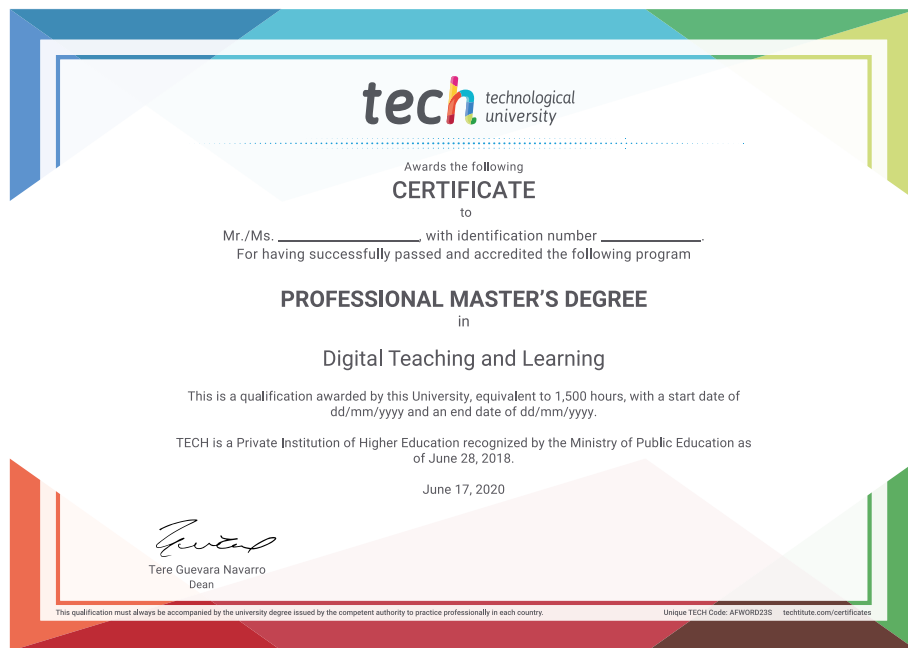 tech technological
university
Awards the following
CERTIFICATE
to
Mr./Ms. ____________________, with identification number ______________.
For having successfully passed and accredited the following program
PROFESSIONAL MASTER'S DEGREE
in
Digital Teaching and Learning
This is a qualification awarded by this University, equivalent to 1,500 hours, with a start date of
dd/mm/yyyy and an end date of dd/mm/yyyy.
TECH is a Private Institution of Higher Education recognized by the Ministry of Public Education as
of June 28, 2018.
June 17, 2020
Tere Guevara Navarro
Dean
This qualification must always be accompanied by the university degree issued by the competent authority to practice professionally in each country. Unique TECH Code: AFWORD23S techtitute.com/certificates